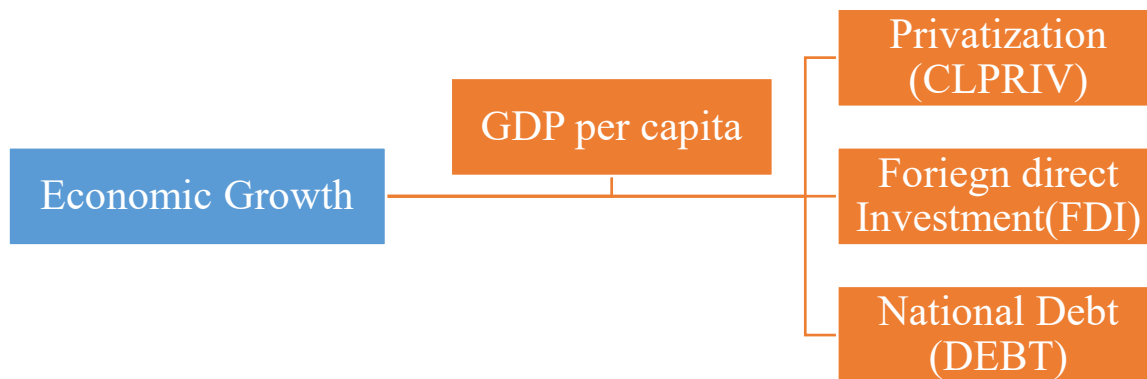 Privatization
(CLPRIV)
GDP per capita
Economic Growth
Foriegn direct
Investment(FDI)
National Debt
(DEBT)